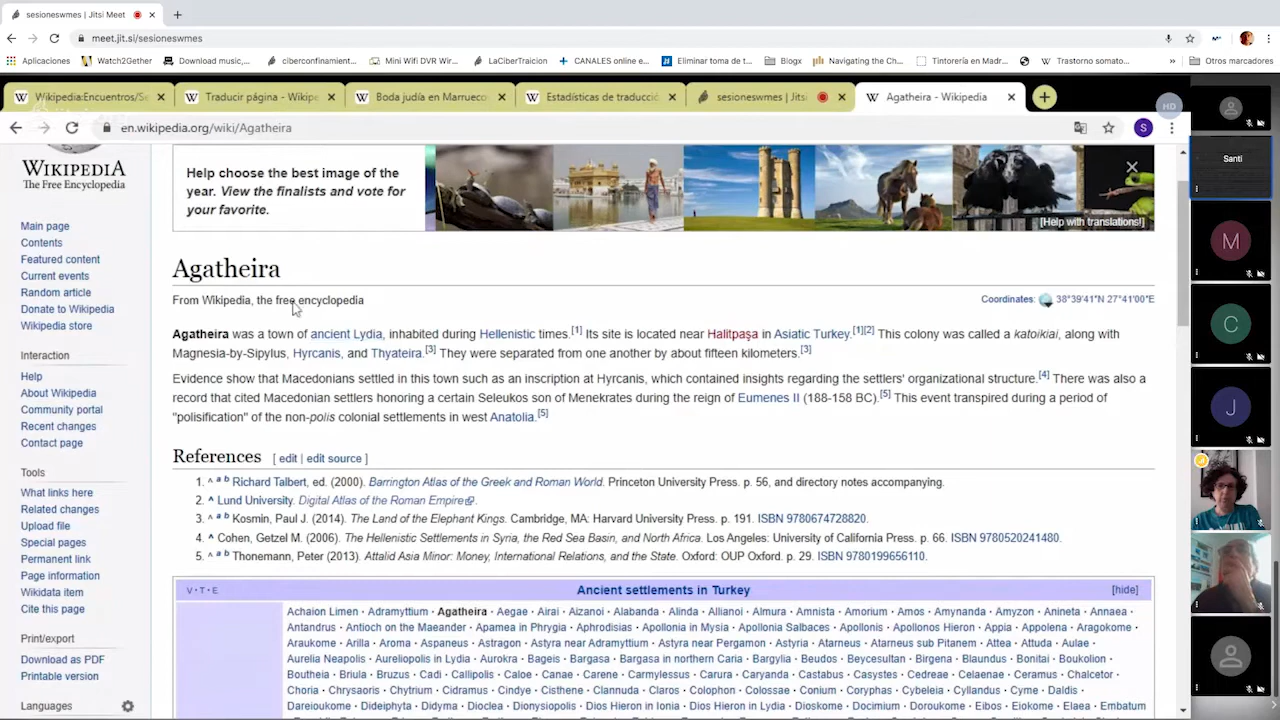 sesioneswmes | Jitsi Meet
meet.jit.si/sesioneswmes
Aplicaciones Watch2Gether Download music,... ciberconfinamient... Mini Wifi DVR Wir... LaCiberTraicion CANALES online e... Eliminar toma de t... Blogx Navigating the Ch... Tintorería en Madr... Trastorno somato... » Otros marcadores
Wikipedia:Encuentros/Se Traducir página - Wikipe Boda judía en Marrueco Estadísticas de traducció sesioneswmes | Jitsi Agatheira - Wikipedia
HD
en.wikipedia.org/wiki/Agatheira S
WIKIPEDIA
The Free Encyclopedia
Main page
Contents
Featured content
Current events
Random article
Donate to Wikipedia
Wikipedia store
Interaction
Help
About Wikipedia
Community portal
Recent changes
Contact page
Tools
What links here
Related changes
Upload file
Special pages
Permanent link
Page information
Wikidata item
Cite this page
Print/export
Download as PDF
Printable version
Languages
Help choose the best image of the
year. View the finalists and vote for
your favorite.
[Help with translations!]
Agatheira
From Wikipedia, the free encyclopedia
Coordinates: 38°39′41″N 27°41′00″E
Agatheira was a town of ancient Lydia, inhabited during Hellenistic times.[1] Its site is located near Halitpaşa in Asiatic Turkey.[1][2] This colony was called a katoikiai, along with
Magnesia-by-Sipylus, Hyrcanis, and Thyateira.[3] They were separated from one another by about fifteen kilometers.[3]
Evidence show that Macedonians settled in this town such as an inscription at Hyrcanis, which contained insights regarding the settlers' organizational structure.[4] There was also a
record that cited Macedonian settlers honoring a certain Seleukos son of Menekrates during the reign of Eumenes II (188-158 BC).[5] This event transpired during a period of
"polisification" of the non-polis colonial settlements in west Anatolia.[5]
References [ edit | edit source ]
1. ^ a b Richard Talbert, ed. (2000). Barrington Atlas of the Greek and Roman World. Princeton University Press. p. 56, and directory notes accompanying.
2. ^ Lund University. Digital Atlas of the Roman Empire.
3. ^ a b Kosmin, Paul J. (2014). The Land of the Elephant Kings. Cambridge, MA: Harvard University Press. p. 191. ISBN 9780674728820.
4. ^ Cohen, Getzel M. (2006). The Hellenistic Settlements in Syria, the Red Sea Basin, and North Africa. Los Angeles: University of California Press. p. 66. ISBN 9780520241480.
5. ^ a b Thonemann, Peter (2013). Attalid Asia Minor: Money, International Relations, and the State. Oxford: OUP Oxford. p. 29. ISBN 9780199656110.
V · T · E Ancient settlements in Turkey [hide]
Achaion Limen · Adramyttium · Agatheira · Aegae · Airai · Aizanoi · Alabanda · Alinda · Allianoi · Almura · Amnista · Amorium · Amos · Amynanda · Amyzon · Anineta · Annaea ·
Antandrus · Antioch on the Maeander · Apamea in Phrygia · Aphrodisias · Apollonia in Mysia · Apollonia Salbaces · Apollonis · Apollonos Hieron · Appia · Appolena · Aragokome ·
Araukome · Arilla · Aroma · Aspaneus · Astragon · Astyra near Adramyttium · Astyra near Pergamon · Astyria · Atarneus · Atarneus sub Pitanem · Attea · Attuda · Aulae ·
Aurelia Neapolis · Aureliopolis in Lydia · Aurokra · Bageis · Bargasa · Bargasa in northern Caria · Bargylia · Beudos · Beycesultan · Birgena · Blaundus · Bonitai · Boukolion ·
Boutheia · Briula · Bruzus · Cadi · Callipolis · Caloe · Canae · Carene · Carmylessus · Carura · Caryanda · Castabus · Casystes · Cedreae · Celaenae · Ceramus · Chalcetor ·
Choria · Chrysaoris · Chytrium · Cidramus · Cindye · Cisthene · Clannuda · Claros · Colophon · Colossae · Conium · Coryphas · Cybeleia · Cyllandus · Cyme · Daldis ·
Dareioukome · Dideiphyta · Didyma · Dioclea · Dionysiopolis · Dios Hieron in Ionia · Dios Hieron in Lydia · Dioskome · Docimium · Doroukome · Eibos · Eiokome · Elaea · Embatum
Santi
M
C
J